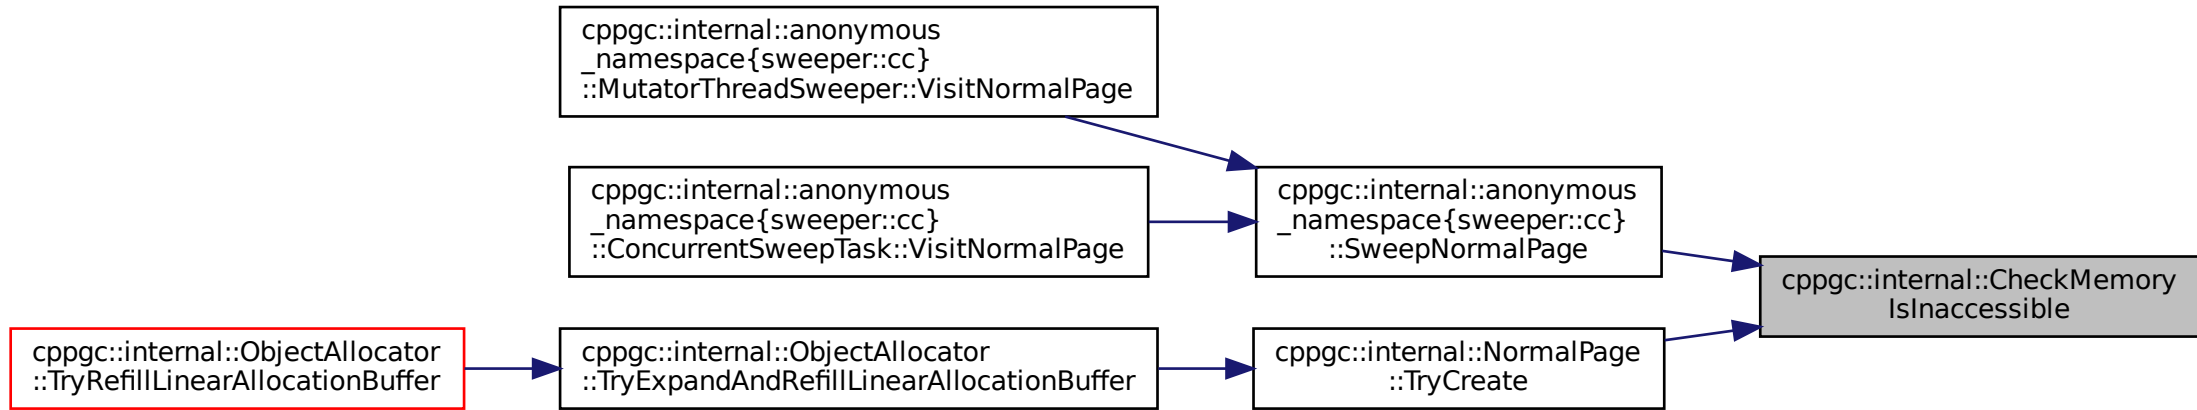 cppgc::internal::anonymous
_namespace{sweeper::cc}
::MutatorThreadSweeper::VisitNormalPage
cppgc::internal::anonymous
_namespace{sweeper::cc}
::ConcurrentSweepTask::VisitNormalPage
cppgc::internal::anonymous
_namespace{sweeper::cc}
::SweepNormalPage
cppgc::internal::CheckMemory
IsInaccessible
cppgc::internal::ObjectAllocator
::TryRefillLinearAllocationBuffer
cppgc::internal::ObjectAllocator
::TryExpandAndRefillLinearAllocationBuffer
cppgc::internal::NormalPage
::TryCreate